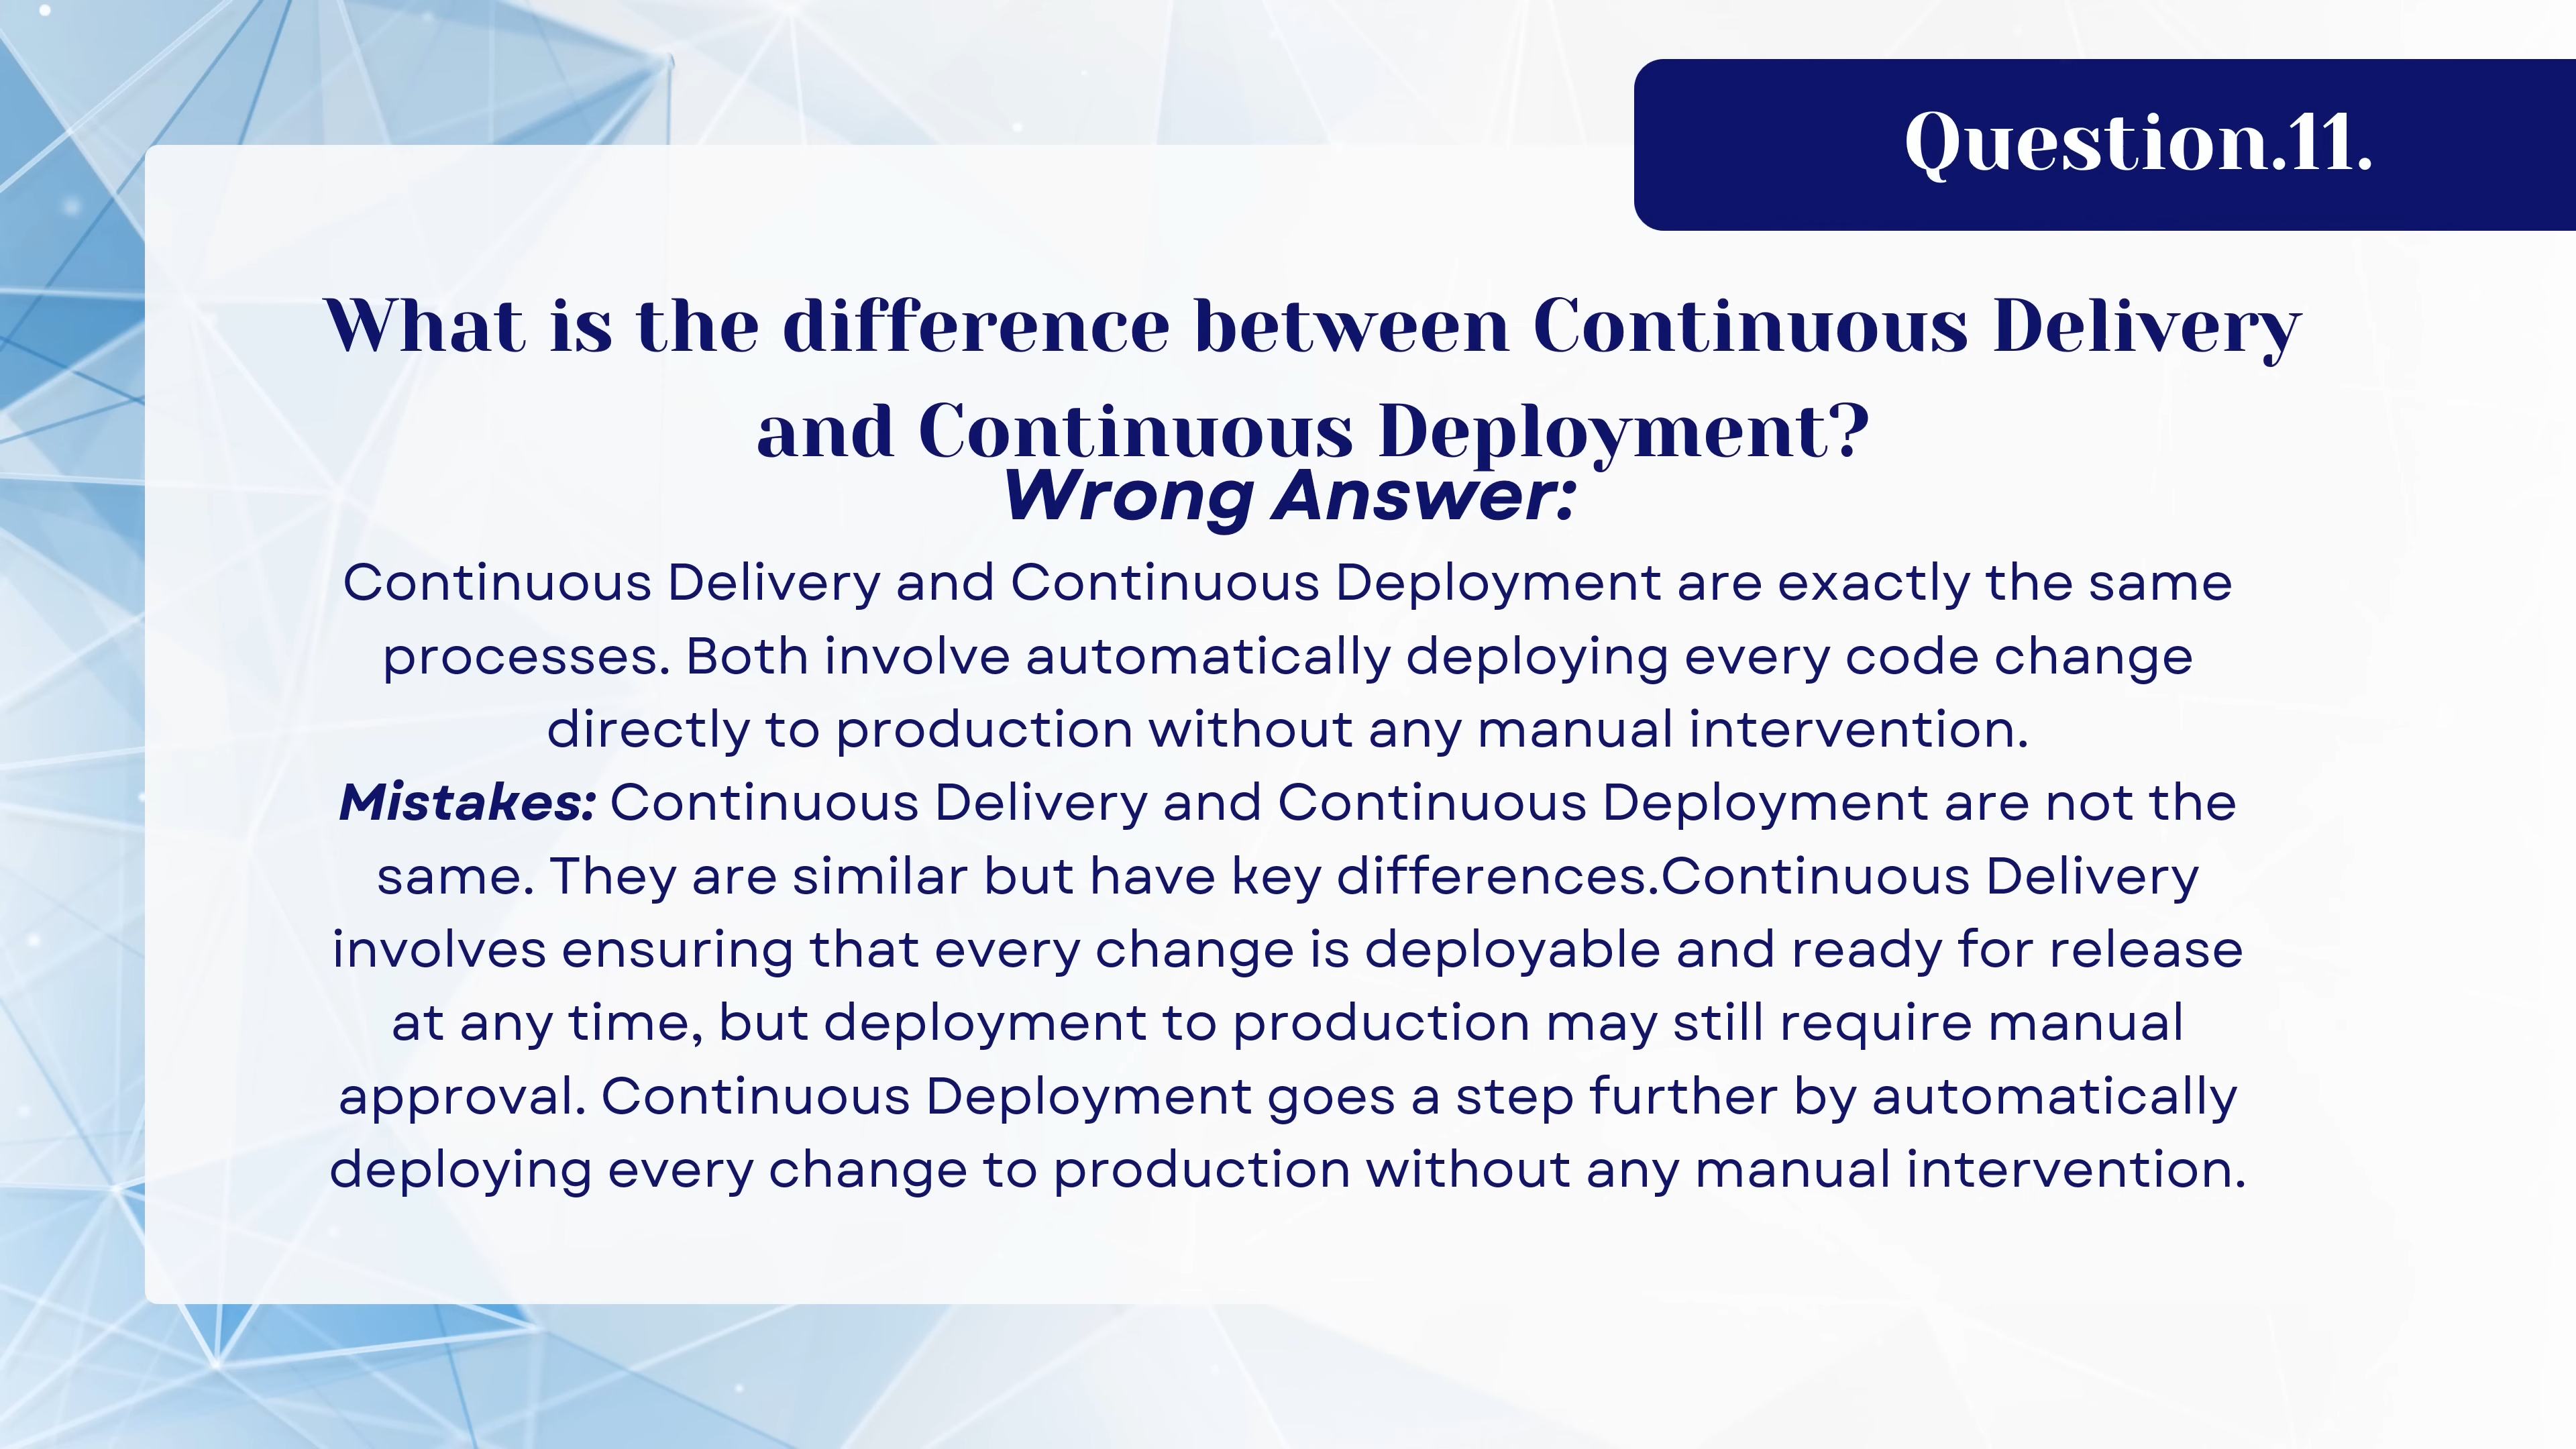 Question.11.
What is the difference between Continuous Delivery
and Continuous Deployment?
Wrong Answer:
Continuous Delivery and Continuous Deployment are exactly the same
processes. Both involve automatically deploying every code change
directly to production without any manual intervention.
Mistakes: Continuous Delivery and Continuous Deployment are not the
same. They are similar but have key differences.Continuous Delivery
involves ensuring that every change is deployable and ready for release
at any time, but deployment to production may still require manual
approval. Continuous Deployment goes a step further by automatically
deploying every change to production without any manual intervention.